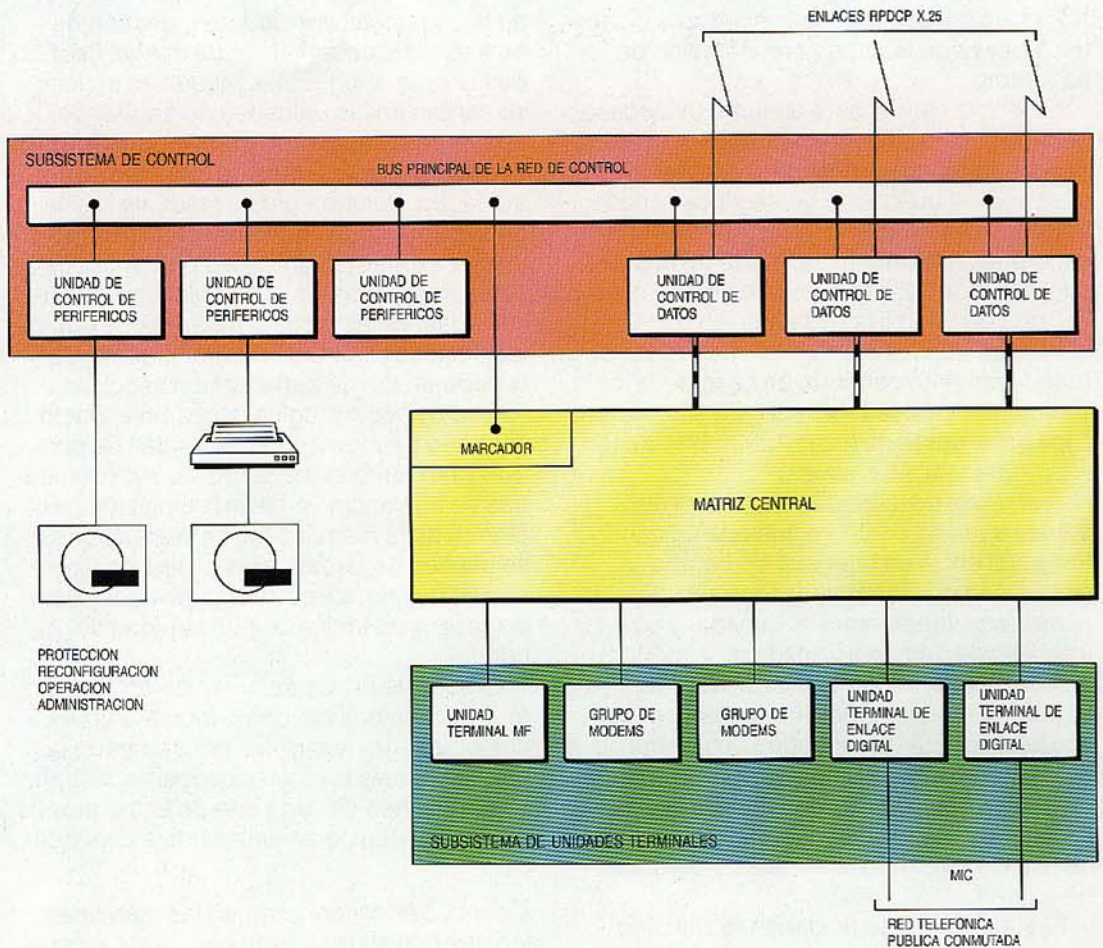 ENLACES RPDCP X.25
SUBSISTEMA DE CONTROL
BUS PRINCIPAL DE LA RED DE CONTROL
UNIDAD DE
CONTROL DE
PERIFERICOS
UNIDAD DE
CONTROL DE
PERIFERICOS
UNIDAD DE
CONTROL DE
PERIFERICOS
UNIDAD DE
CONTROL DE
DATOS
UNIDAD DE
CONTROL DE
DATOS
UNIDAD DE
CONTROL DE
DATOS
MARCADOR
MATRIZ CENTRAL
PROTECCIÓN
RECONFIGURACION
OPERACION
ADMINISTRACION
UNIDAD
TERMINAL MF
GRUPO DE
MODEMS
GRUPO DE
MODEMS
UNIDAD
TERMINAL DE
ENLACE
DIGITAL
UNIDAD
TERMINAL DE
ENLACE
DIGITAL
SUBSISTEMA DE UNIDADES TERMINALES
MIC
RED TELEFONICA
PUBLICA CONMUTADA